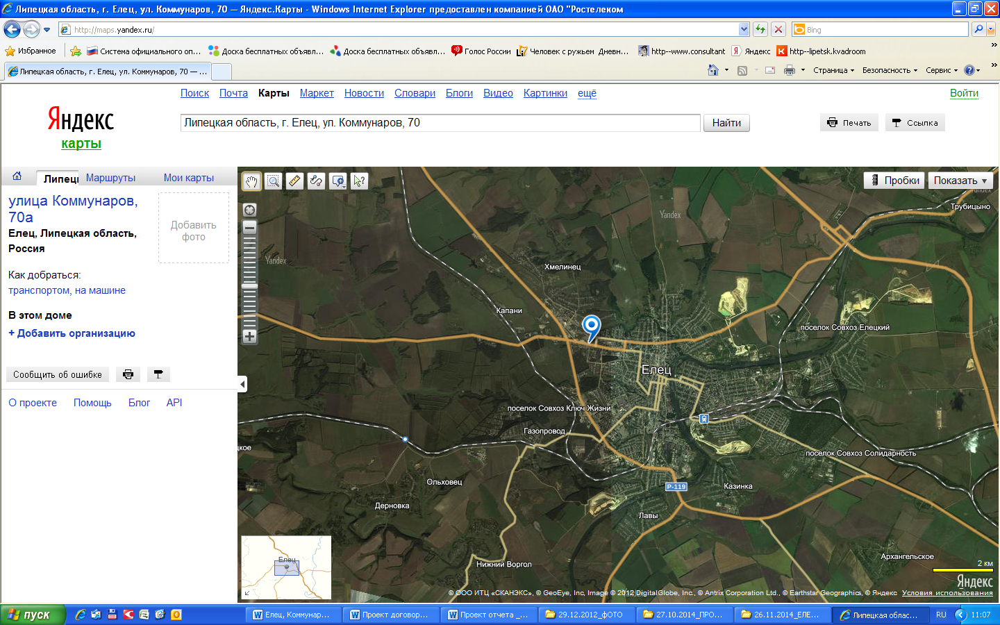 Липецкая область, г. Елец, ул. Коммунаров, 70 — Яндекс.Карты - Windows Internet Explorer предоставлен компанией ОАО "Ростелеком
http://maps.yandex.ru/
Bing
Избранное
Система официального оп...
Доска бесплатных объявл...
Доска бесплатных объявл...
Голос России
Человек с ружьем Дневн...
http--www.consultant
Яндекс
http--lipetsk.kvadroom
Липецкая область, г. Елец, ул. Коммунаров, 70 — ...
Страница
Безопасность
Сервис
Поиск Почта Карты Маркет Новости Словари Блоги Видео Картинки ещё
Войти
Яндекс
карты
Липецкая область, г. Елец, ул. Коммунаров, 70
Найти
Печать
Ссылка
Липец
Маршруты
Мои карты
улица Коммунаров,
70а
Елец, Липецкая область,
Россия
Добавить
фото
Как добраться:
транспортом, на машине
В этом доме
+ Добавить организацию
Сообщить об ошибке
О проекте Помощь Блог API
Пробки
Показать
Yandex
Трубицыно
Yandex
Yandex
Хмелинец
Капани
поселок Совхоз Елецкий
Елец
поселок Совхоз Ключ Жизни
Газопровод
цкое
поселок Совхоз Солидарность
Ольховец
Р-119
Казинка
Дерновка
Лавы
Елец
Архангельское
Нижний Воргол
2 км
Яндекс
© ООО ИТЦ «СКАНЭКС», © GeoEye, Inc, Image © 2012 DigitalGlobe, Inc., © Antrix Corporation Ltd., © Earthstar Geographics, © Яндекс Условия использования
пуск
Елец, Коммунар...
Проект договор...
Проект отчета _...
29.12.2012_фОТО
27.10.2014_ПРО...
26.11.2014_ЕЛЕ...
Липецкая облас...
RU
11:07